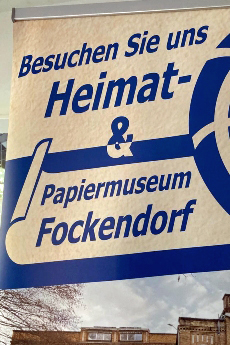 Besuchen Sie uns
Heimat-
&
Papiermuseum
Fockendorf